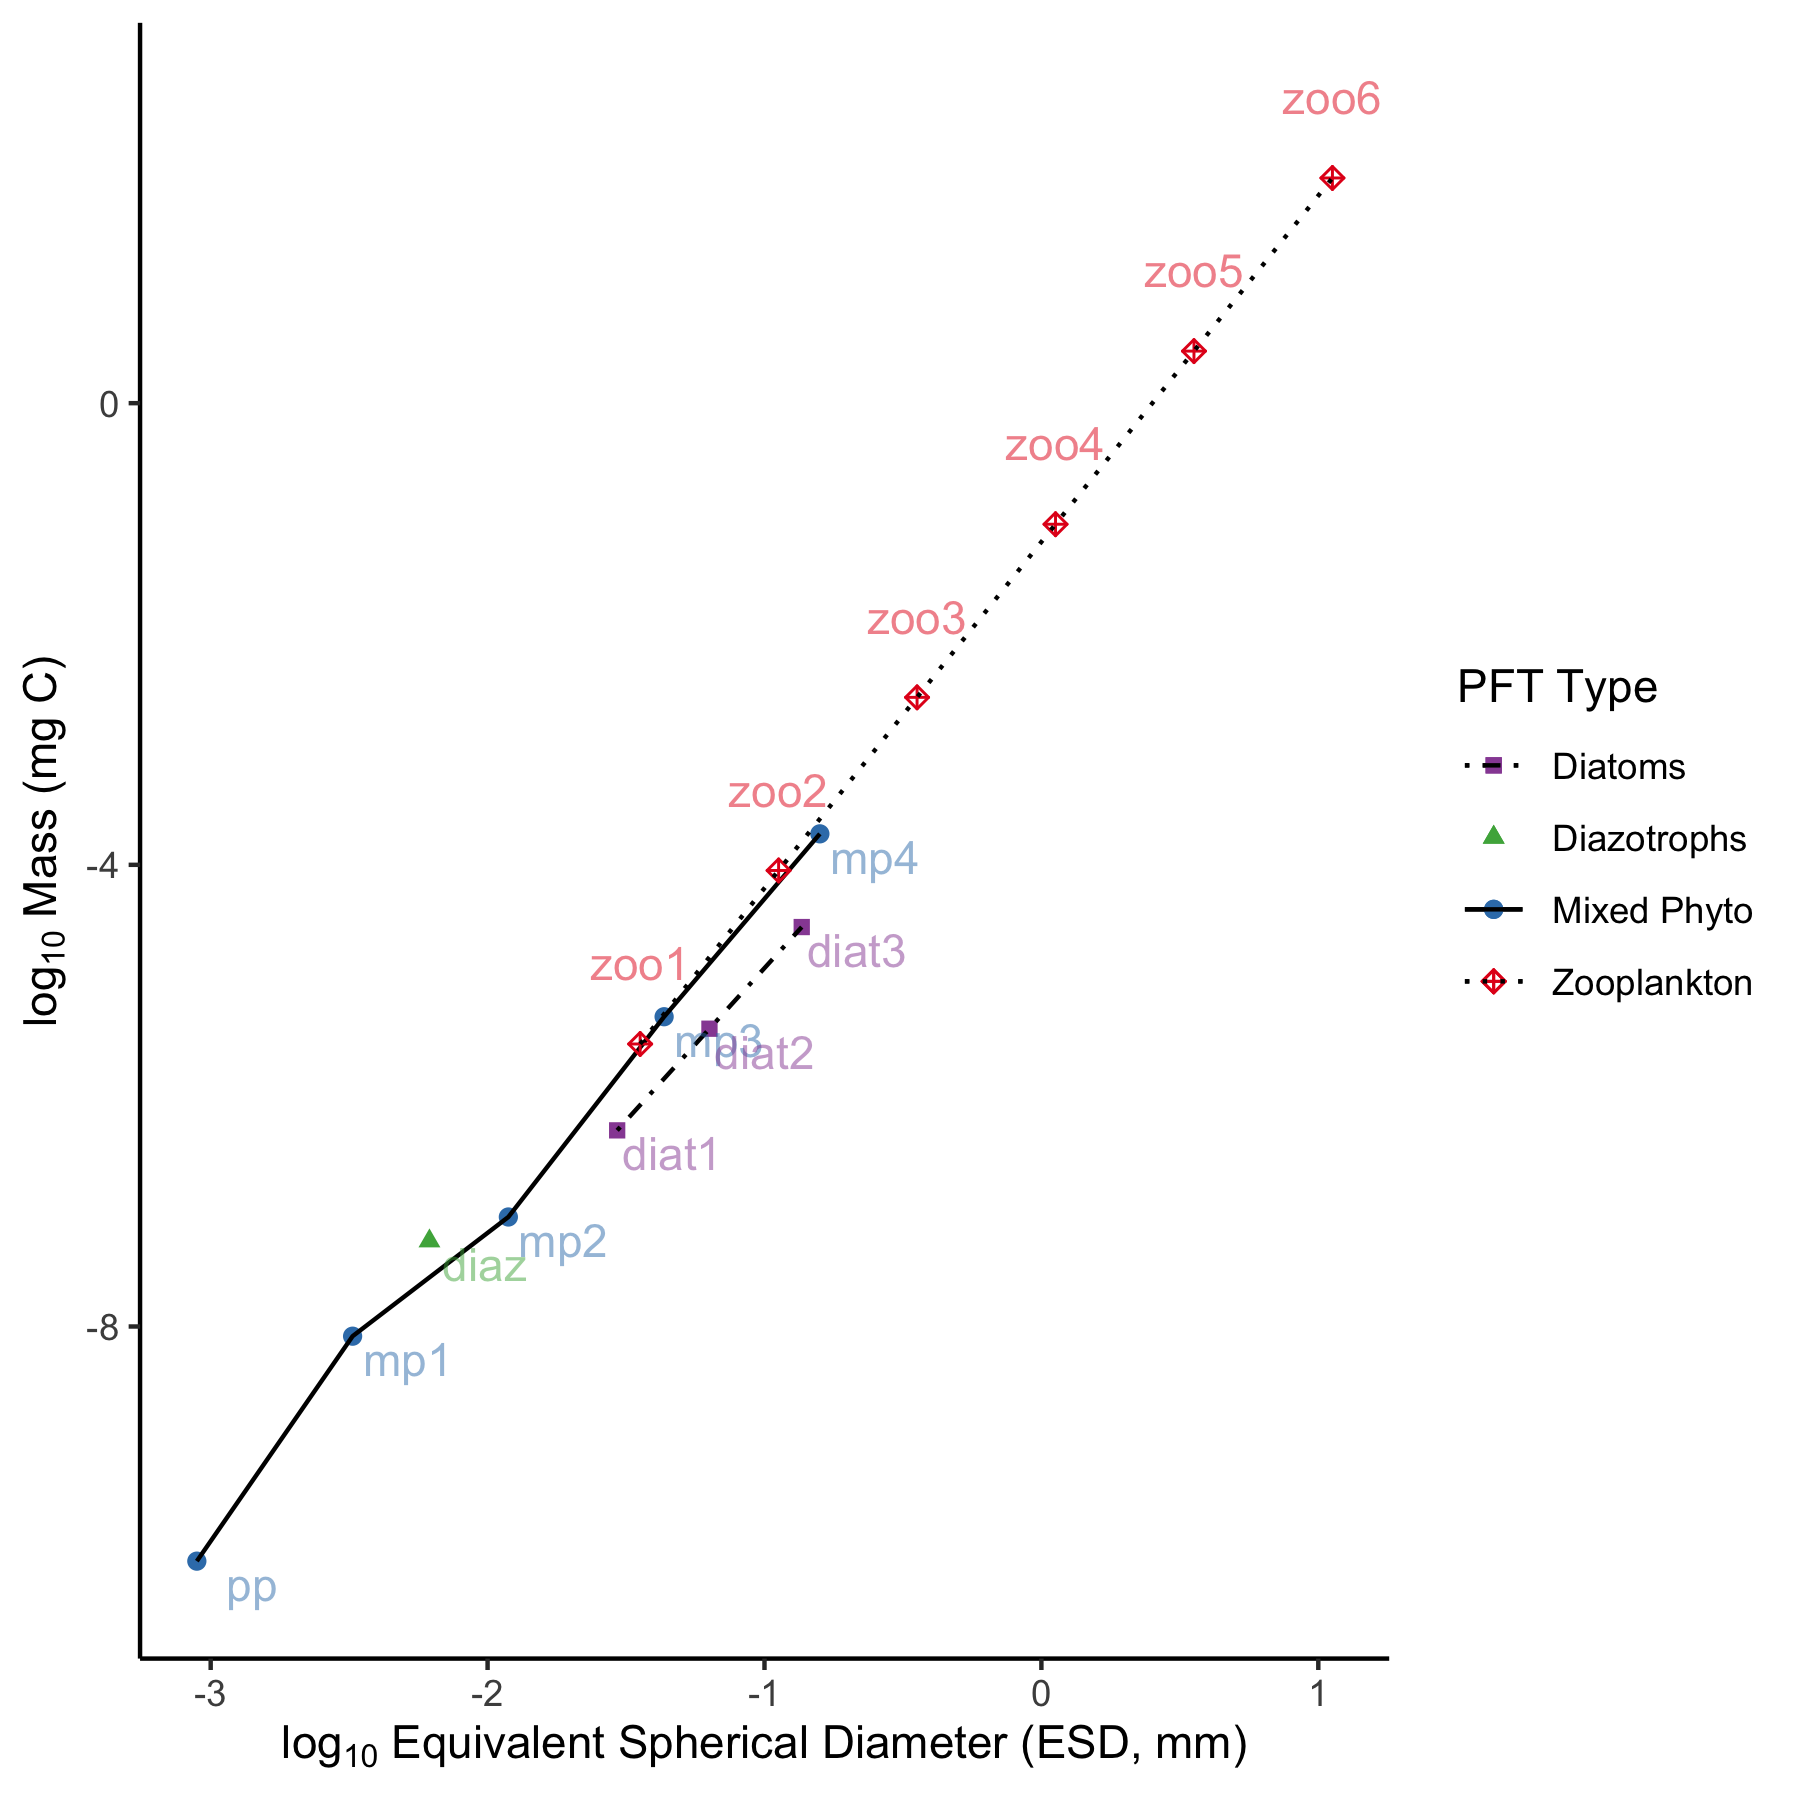 zoo6
zoo5
0
zoo4
zoo3
zoo2
mp4
-4
diat3
zoo1
mp3
diat2
diat1
mp2
diaz
-8
mp1
pp
-3 -2 -1 0 1
log10 Equivalent Spherical Diameter (ESD, mm)
log10 Mass (mg C)
PFT Type
Diatoms
Diazotrophs
Mixed Phyto
Zooplankton